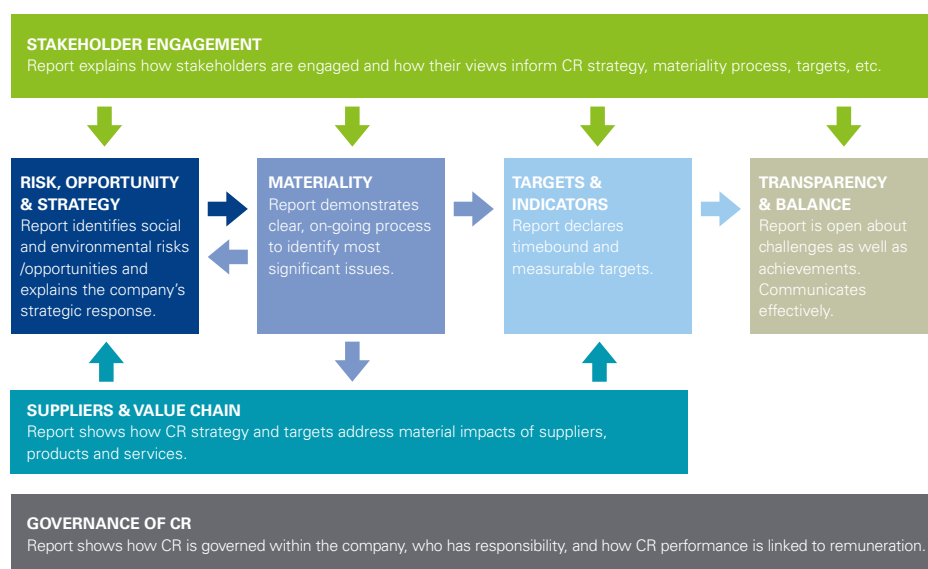 STAKEHOLDER ENGAGEMENT
Report explains how stakeholders are engaged and how their views inform CR strategy, materiality process, targets, etc.
RISK, OPPORTUNITY
& STRATEGY
Report identifies social
and environmental risks
/opportunities and
explains the company’s
strategic response.
MATERIALITY
Report demonstrates
clear, on-going process
to identify most
significant issues.
TARGETS &
INDICATORS
Report declares
timebound and
measurable targets.
TRANSPARENCY
& BALANCE
Report is open about
challenges as well as
achievements.
Communicates
effectively.
SUPPLIERS & VALUE CHAIN
Report shows how CR strategy and targets address material impacts of suppliers,
products and services.
GOVERNANCE OF CR
Report shows how CR is governed within the company, who has responsibility, and how CR performance is linked to remuneration.